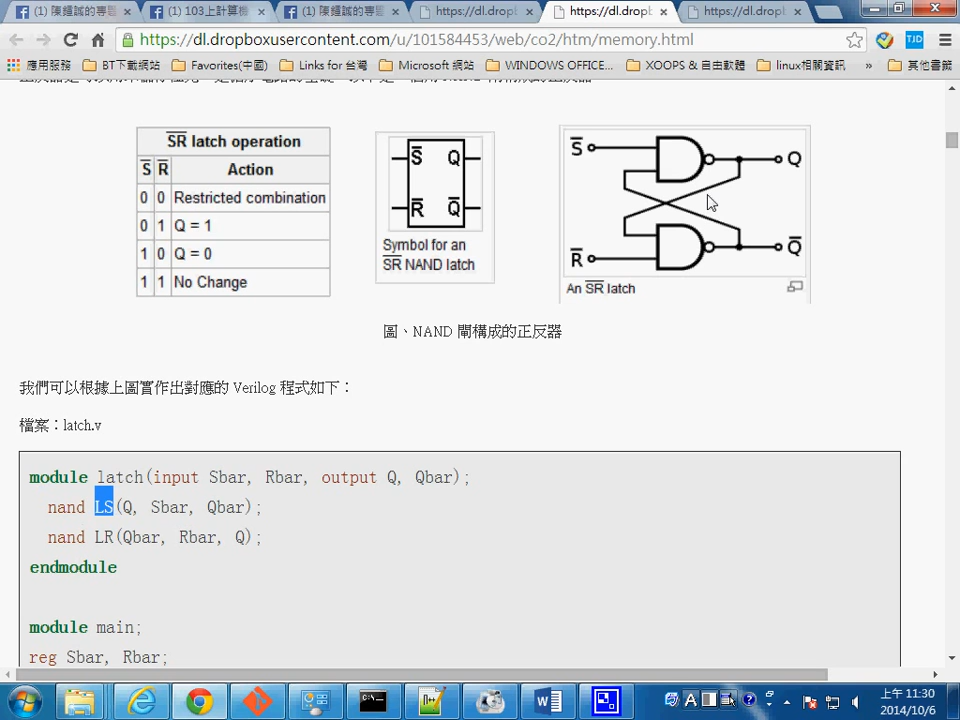 (1) 陳鍾誠的專題
(1) 103上計算機
(1) 陳鍾誠的專題
https://dl.dropb
https://dl.dropb
https://dl.dropb
https://dl.dropboxusercontent.com/u/101584453/web/co2/htm/memory.html
應用服務 BT下載網站 Favorites(中國) Links for 台灣 Microsoft 網站 WINDOWS OFFICE... XOOPS & 自由軟體 linux相關資訊 » 其他書籤
SR latch operation
S R Action
0 0 Restricted combination
0 1 Q = 1
1 0 Q = 0
1 1 No Change
S Q
R Q
Symbol for an
SR NAND latch
S Q
R Q
An SR latch
圖、NAND 閘構成的正反器
我們可以根據上圖實作出對應的 Verilog 程式如下：
檔案：latch.v
module latch(input Sbar, Rbar, output Q, Qbar);
nand LS(Q, Sbar, Qbar);
nand LR(Qbar, Rbar, Q);
endmodule
module main;
reg Sbar, Rbar;
上午 11:30
2014/10/6